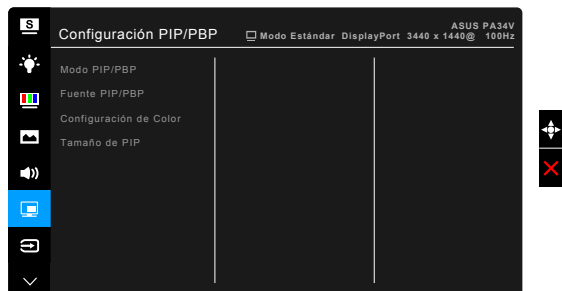 S
ASUS PA34V
Configuración PIP/PBP
Modo Estándar DisplayPort 3440 x 1440@ 100Hz
Modo PIP/PBP
Fuente PIP/PBP
Configuración de Color
Tamaño de PIP